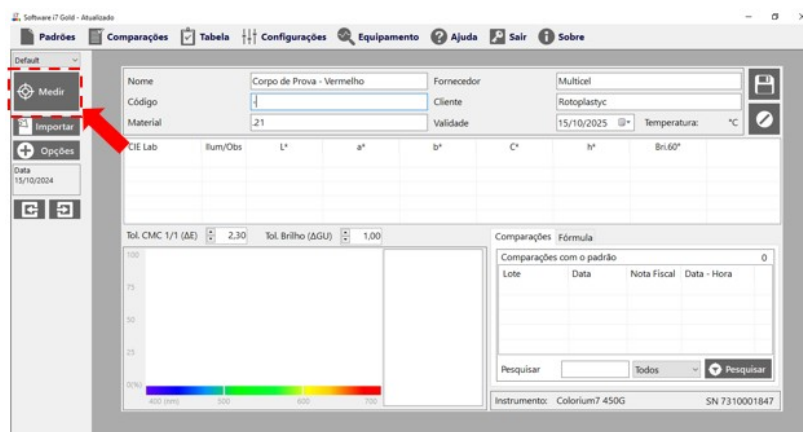 Software i7 Gold - Atualizado
Padrões Comparações Tabela Configurações Equipamento Ajuda Sair Sobre
Default
Medir
Importar
Opções
Data
15/10/2024
Nome Corpo de Prova - Vermelho Fornecedor Multicel
Código - Cliente Rotoplastyc
Material .21 Validade 15/10/2025 Temperatura: °C
CIE Lab Ilum/Obs L* a* b* C* h* Bri.60°
Tol. CMC 1/1 (ΔE) 2,30 Tol. Brilho (ΔGU) 1,00
100
75
50
25
0(%)
400 (nm) 500 600 700
Comparações Fórmula
Comparações com o padrão 0
Lote Data Nota Fiscal Data - Hora
Pesquisar Todos Pesquisar
Instrumento: Colorium7 450G SN 7310001847